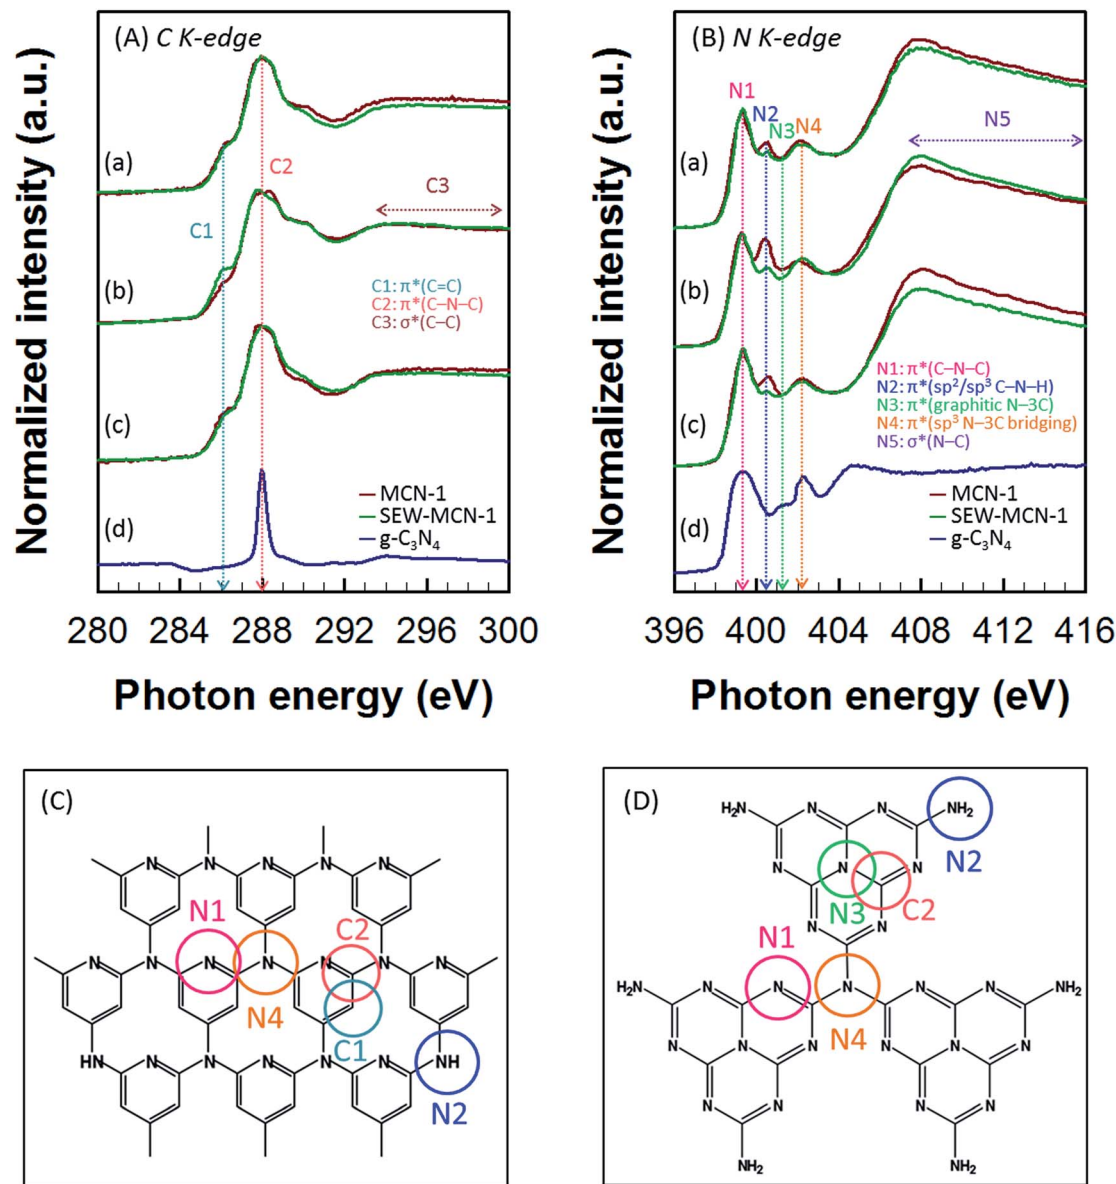 (A) C K-edge
Normalized intensity (a.u.)
(a)
C2
C3
C1
(b)
C1: π*(C=C)
C2: π*(C–N–C)
C3: σ*(C–C)
(c)
MCN-1
SEW-MCN-1
g-C₃N₄
(d)
280 284 288 292 296 300
Photon energy (eV)
(B) N K-edge
Normalized intensity (a.u.)
N1
N2
N3
N4
N5
(a)
(b)
N1: π*(C–N–C)
N2: π*(sp²/sp³ C–N–H)
N3: π*(graphitic N–3C)
N4: π*(sp³ N–3C bridging)
N5: σ*(N–C)
(c)
MCN-1
SEW-MCN-1
g-C₃N₄
(d)
396 400 404 408 412 416
Photon energy (eV)
(C)
N N N N N
N1 C2
N N N N N N N
N4
C1
HN N N N N N NH
N2
(D)
H₂N N N NH₂
N2
N N N
N3 C2
N N
N1
H₂N N N N NH₂
N4
N N N N N N
N N N N
NH₂ NH₂